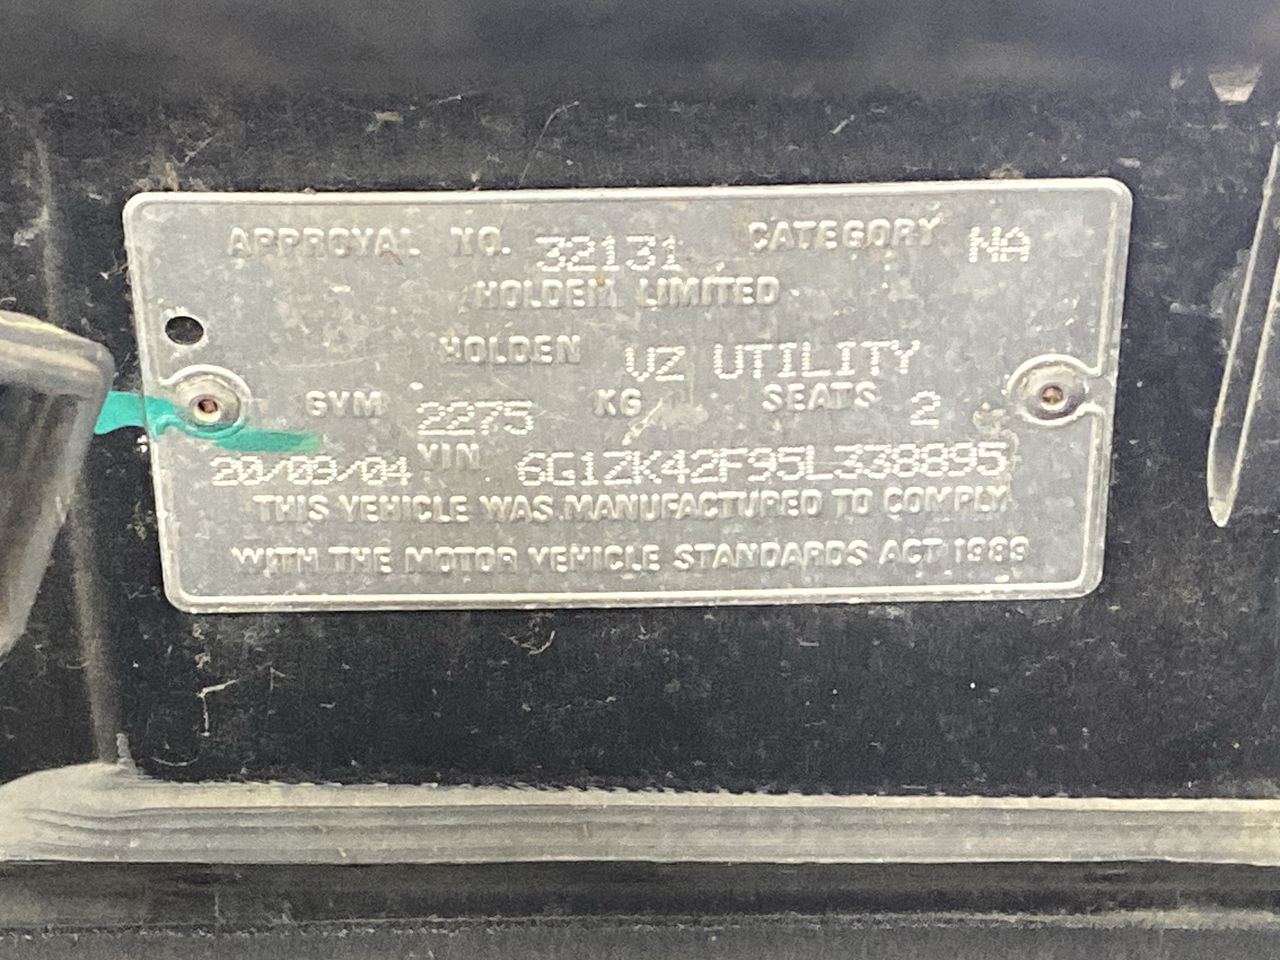 APPROVAL NO. 32131 CATEGORY NA
HOLDEN LIMITED
HOLDEN VZ UTILITY
GVM 2275 KG SEATS 2
20/09/04 VIN 6G1ZK42F95L338895
THIS VEHICLE WAS MANUFACTURED TO COMPLY
WITH THE MOTOR VEHICLE STANDARDS ACT 1989